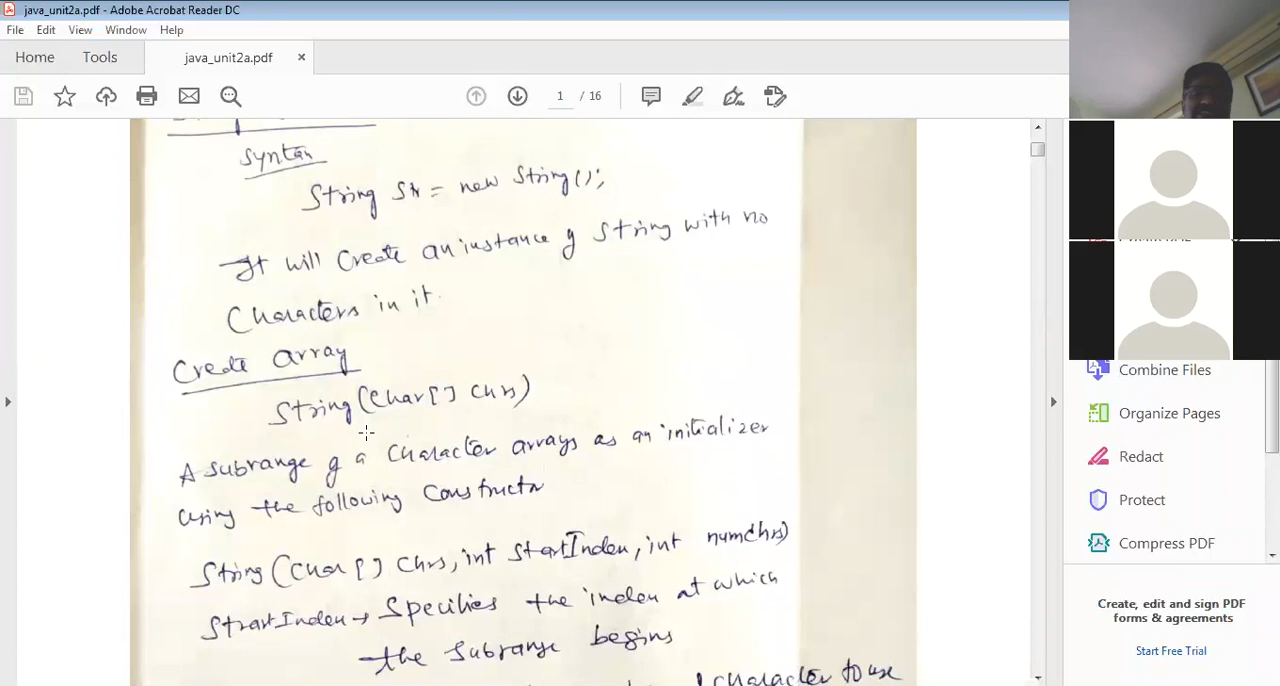 java_unit2a.pdf - Adobe Acrobat Reader DC
File Edit View Window Help
Home Tools java_unit2a.pdf ×
1 / 16
Syntax
String Str = new String();
It will Create an instance of String with no
Characters in it.
Create array
String(Char[] Chrs)
A subrange of a Character arrays as an initializer
using the following Constructor
String(Char[] Chrs, int StartIndex, int numchrs)
StrartIndex → Specifies the index at which
the subrange begins
character to use
Combine Files
Organize Pages
Redact
Protect
Compress PDF
Create, edit and sign PDF
forms & agreements
Start Free Trial